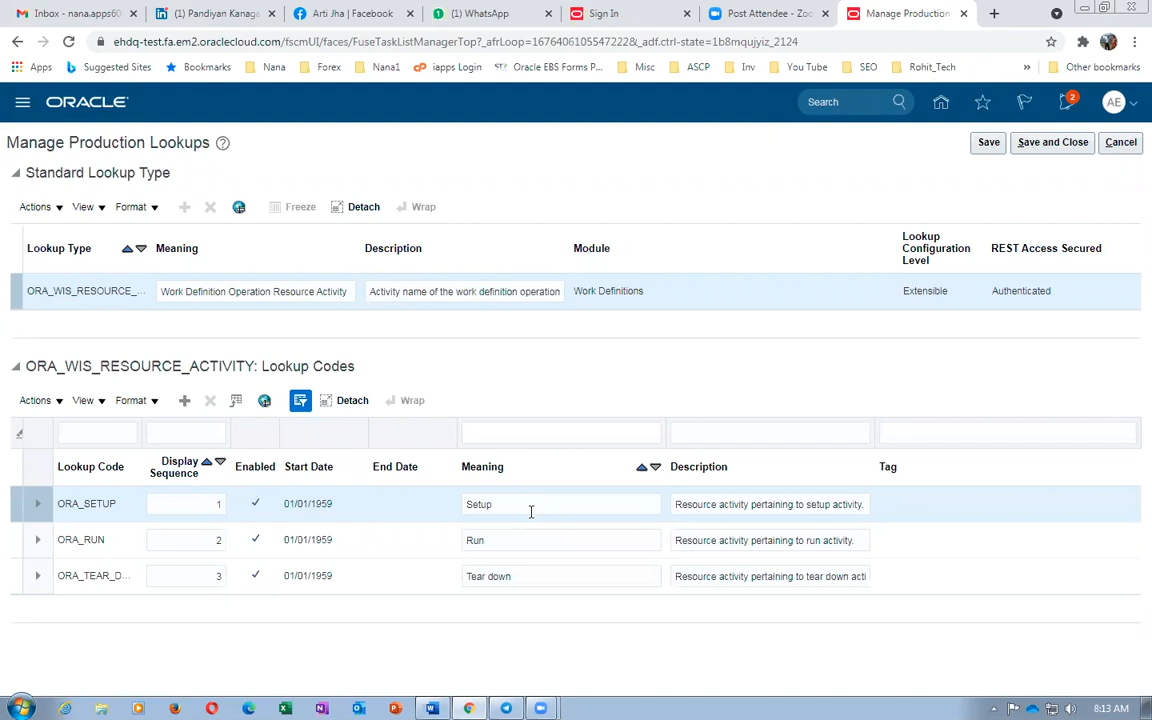 Inbox - nana.apps60 (1) Pandiyan Kanaga Arti Jha | Facebook (1) WhatsApp Sign In Post Attendee - Zoo Manage Production
ehdq-test.fa.em2.oraclecloud.com/fscmUI/faces/FuseTaskListManagerTop?_afrLoop=1676406105547222&_adf.ctrl-state=1b8mqujyiz_2124
Apps Suggested Sites Bookmarks Nana Forex Nana1 iapps Login Oracle EBS Forms P... Misc ASCP Inv You Tube SEO Rohit_Tech » Other bookmarks
ORACLE® Search 2 AE
Manage Production Lookups ? Save Save and Close Cancel
Standard Lookup Type
Actions View Format Freeze Detach Wrap
Lookup Type Meaning Description Module Lookup Configuration Level REST Access Secured
ORA_WIS_RESOURCE_... Work Definition Operation Resource Activity Activity name of the work definition operation Work Definitions Extensible Authenticated
ORA_WIS_RESOURCE_ACTIVITY: Lookup Codes
Actions View Format Detach Wrap
Lookup Code Display Sequence Enabled Start Date End Date Meaning Description Tag
ORA_SETUP 1 01/01/1959 Setup Resource activity pertaining to setup activity.
ORA_RUN 2 01/01/1959 Run Resource activity pertaining to run activity.
ORA_TEAR_D... 3 01/01/1959 Tear down Resource activity pertaining to tear down acti
8:13 AM